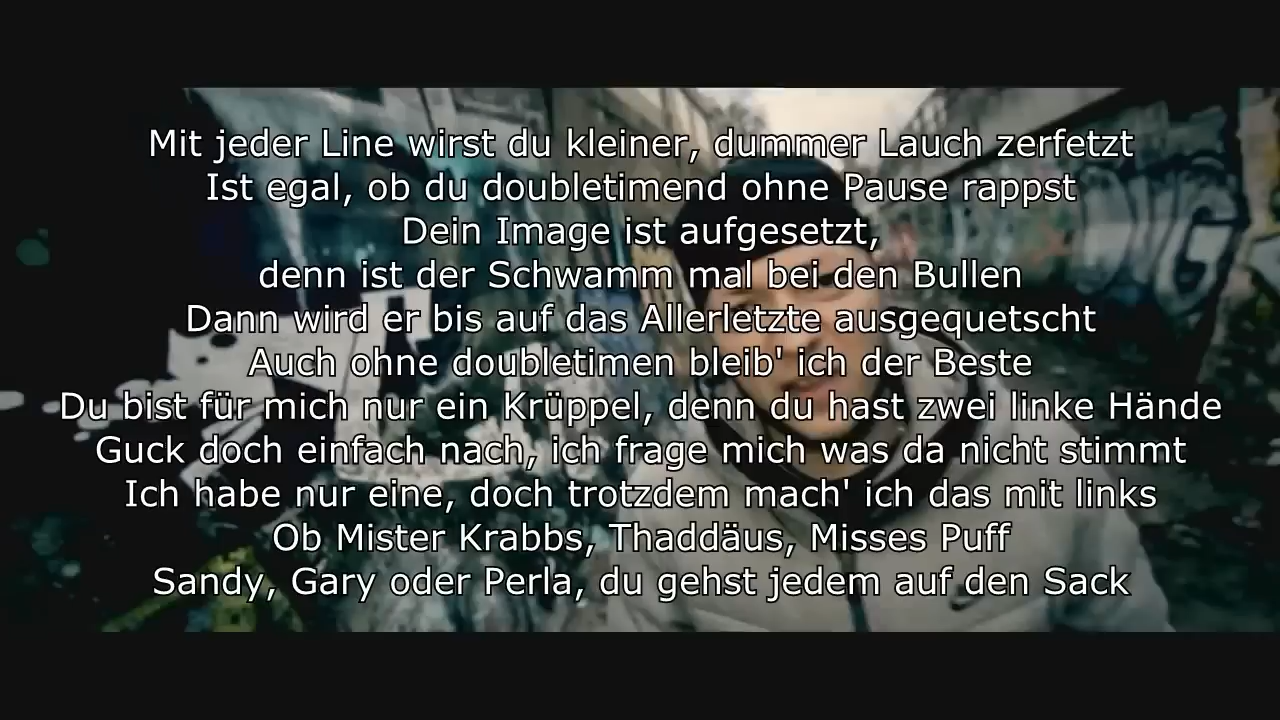 Mit jeder Line wirst du kleiner, dummer Lauch zerfetzt
Ist egal, ob du doubletimend ohne Pause rappst
Dein Image ist aufgesetzt,
denn ist der Schwamm mal bei den Bullen
Dann wird er bis auf das Allerletzte ausgequetscht
Auch ohne doubletimen bleib' ich der Beste
Du bist für mich nur ein Krüppel, denn du hast zwei linke Hände
Guck doch einfach nach, ich frage mich was da nicht stimmt
Ich habe nur eine, doch trotzdem mach' ich das mit links
Ob Mister Krabbs, Thaddäus, Misses Puff
Sandy, Gary oder Perla, du gehst jedem auf den Sack